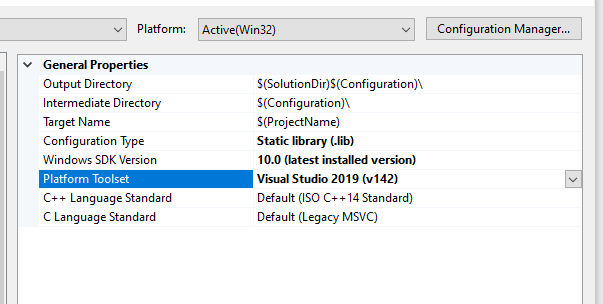 Platform: Active(Win32) Configuration Manager...
General Properties
Output Directory $(SolutionDir)$(Configuration)\
Intermediate Directory $(Configuration)\
Target Name $(ProjectName)
Configuration Type Static library (.lib)
Windows SDK Version 10.0 (latest installed version)
Platform Toolset Visual Studio 2019 (v142)
C++ Language Standard Default (ISO C++14 Standard)
C Language Standard Default (Legacy MSVC)